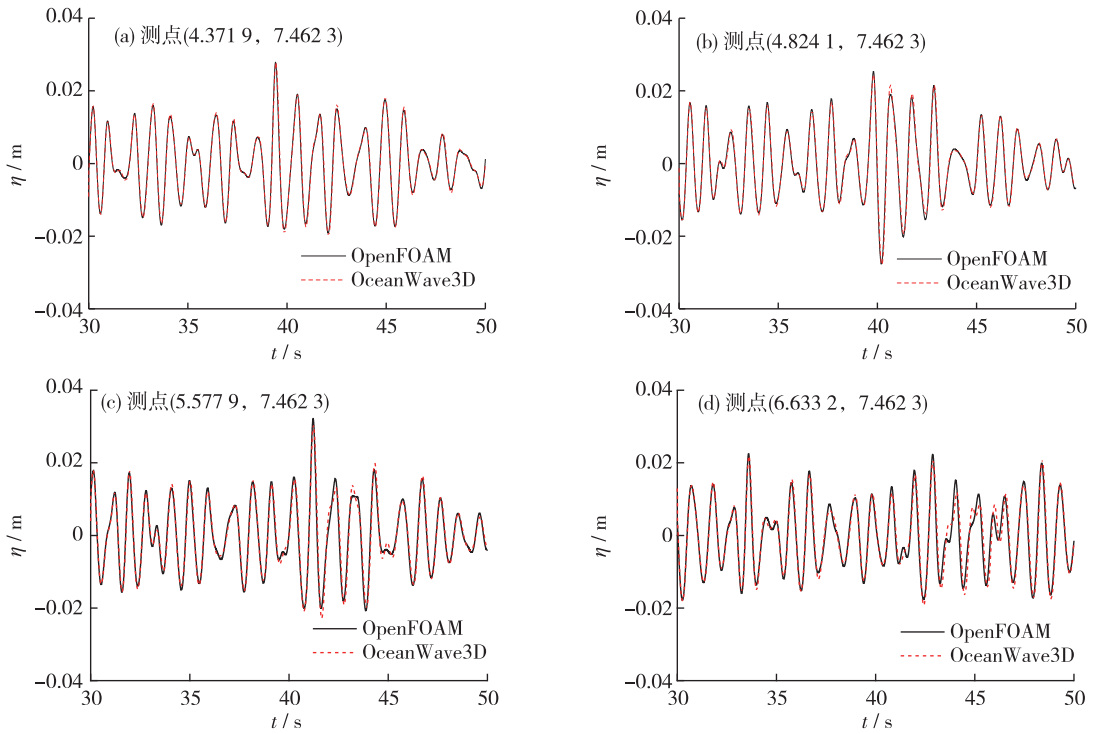 0.04
(a) 测点(4.371 9，7.462 3)
0.02
0
η / m
−0.02
OpenFOAM
OceanWave3D
−0.04
30
35
40
45
50
t / s
0.04
(b) 测点(4.824 1，7.462 3)
0.02
0
η / m
−0.02
OpenFOAM
OceanWave3D
−0.04
30
35
40
45
50
t / s
0.04
(c) 测点(5.577 9，7.462 3)
0.02
0
η / m
−0.02
OpenFOAM
OceanWave3D
−0.04
30
35
40
45
50
t / s
0.04
(d) 测点(6.633 2，7.462 3)
0.02
0
η / m
−0.02
OpenFOAM
OceanWave3D
−0.04
30
35
40
45
50
t / s